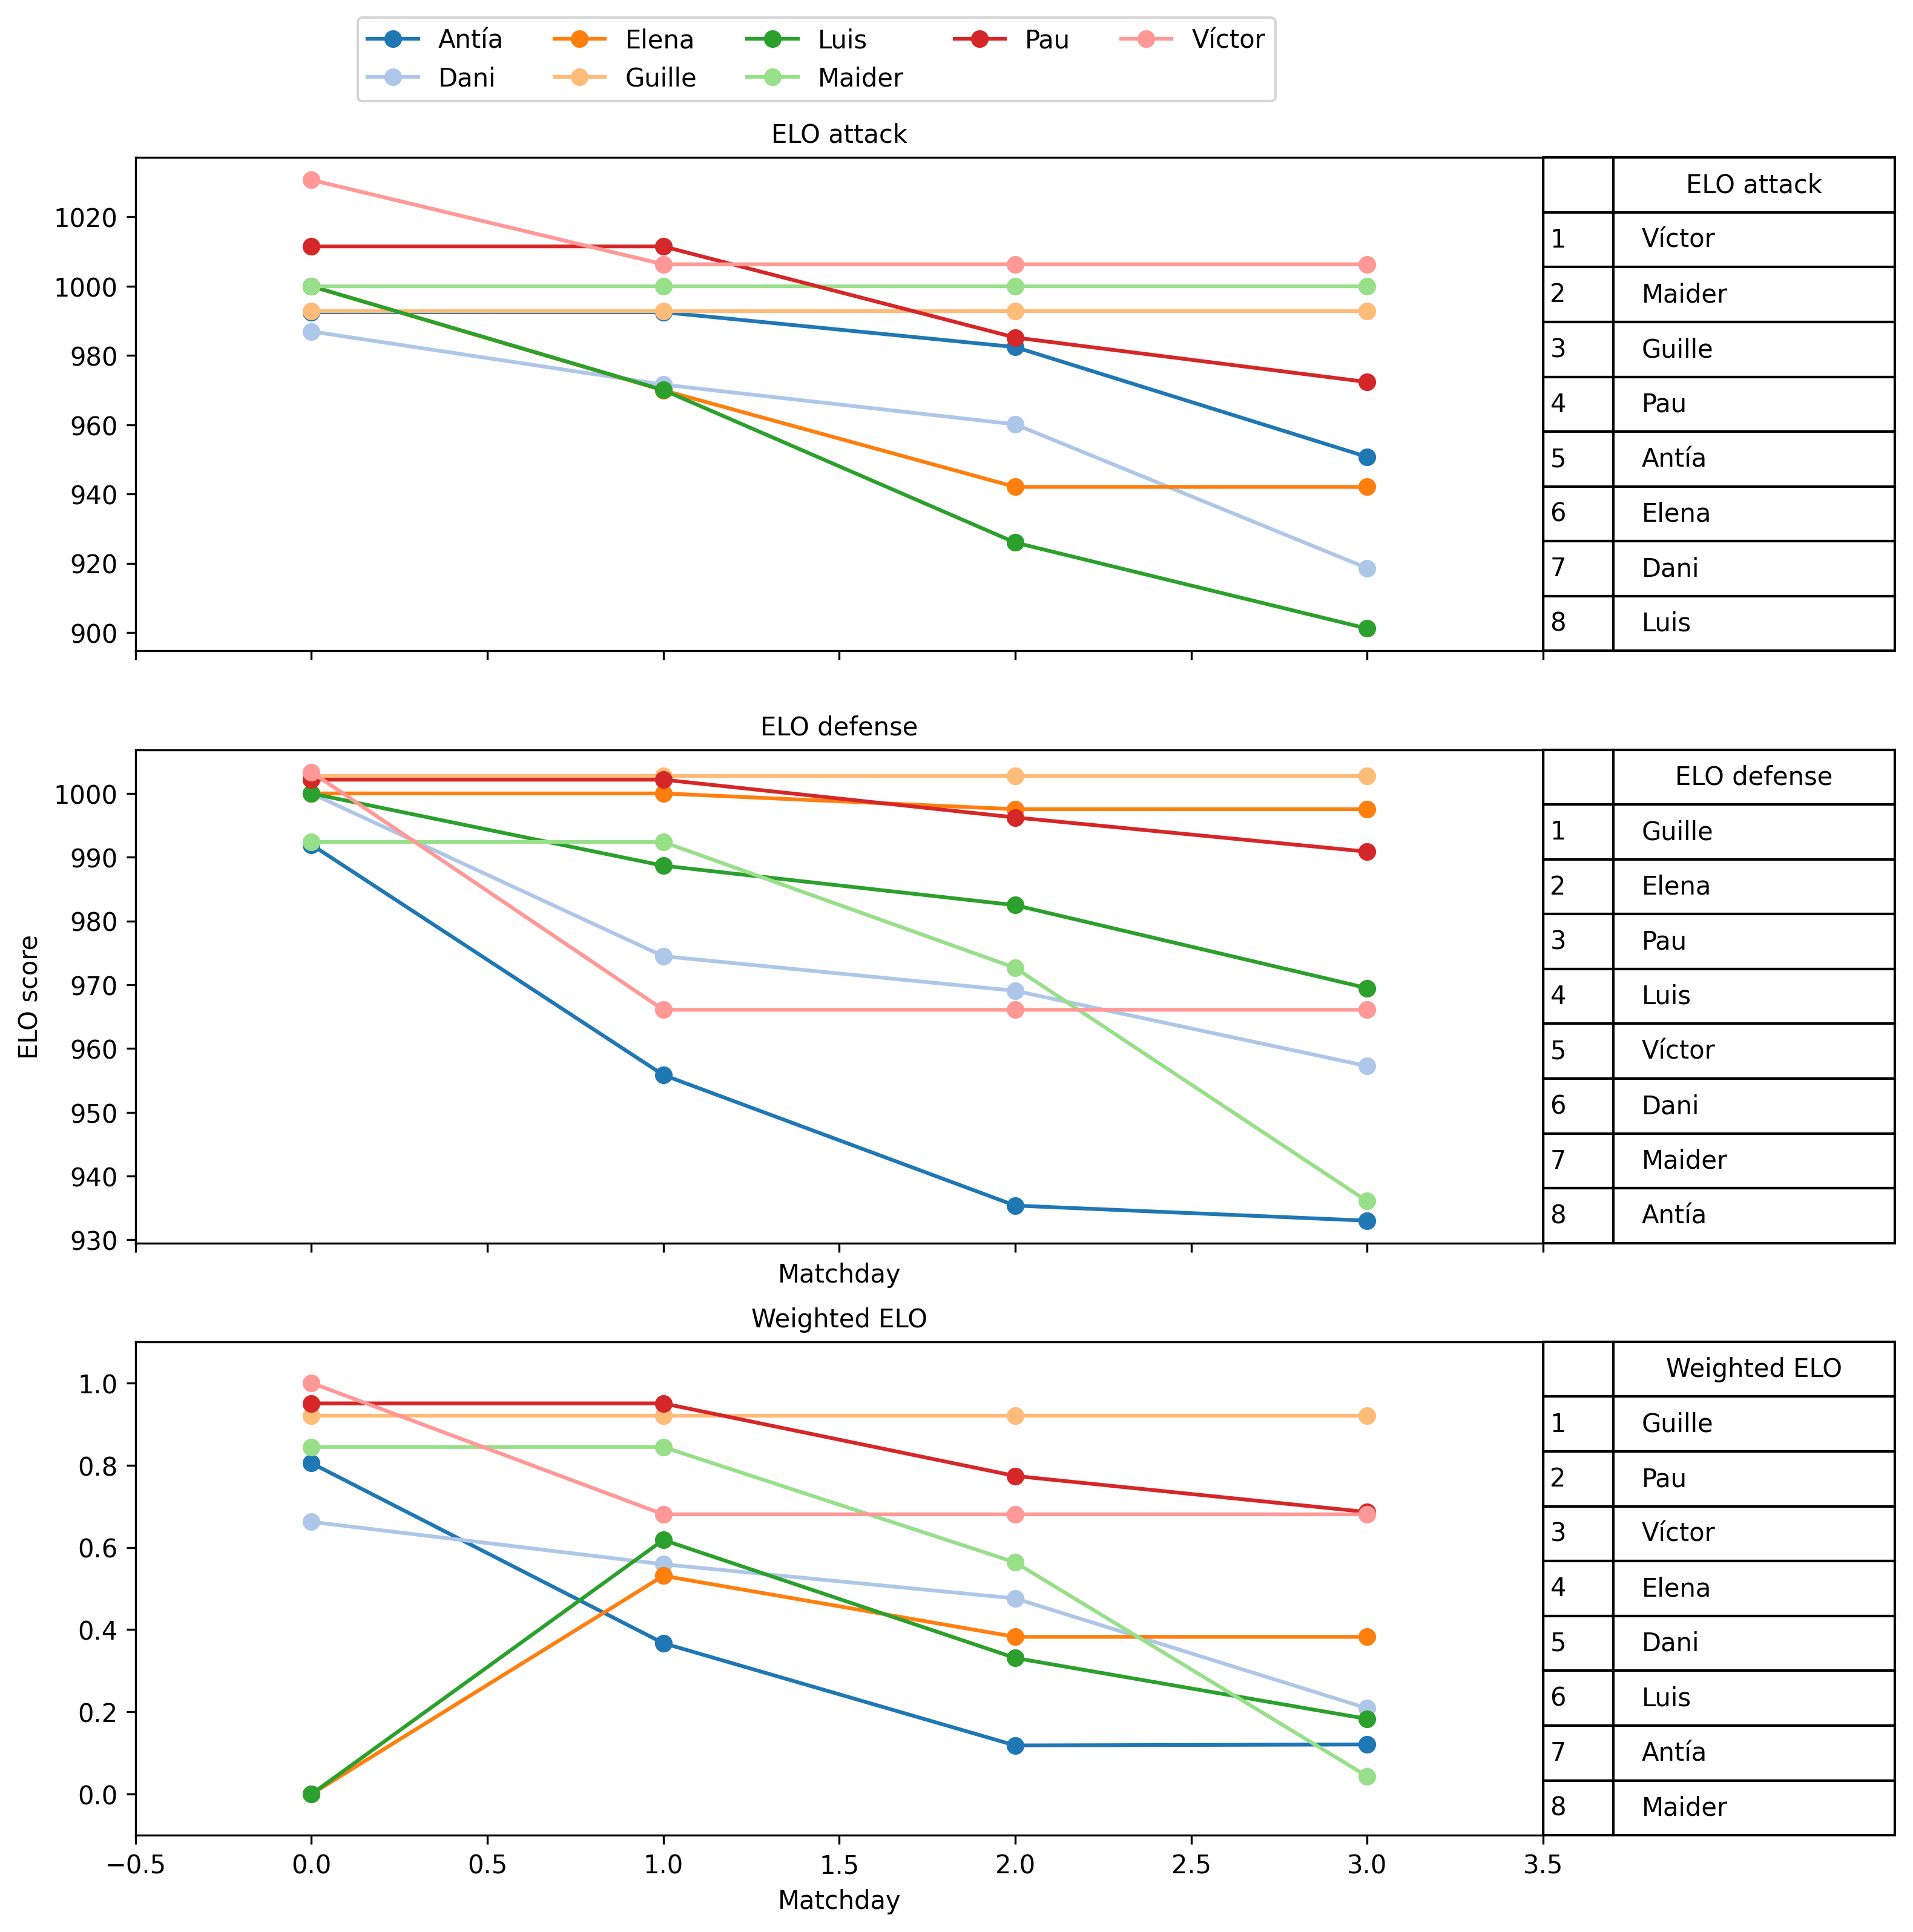 Antía Elena Luis Pau Víctor
Dani Guille Maider
ELO attack
1020
1000
980
960
940
920
900
ELO attack
1 Víctor
2 Maider
3 Guille
4 Pau
5 Antía
6 Elena
7 Dani
8 Luis
ELO defense
ELO score
1000
990
980
970
960
950
940
930
Matchday
ELO defense
1 Guille
2 Elena
3 Pau
4 Luis
5 Víctor
6 Dani
7 Maider
8 Antía
Weighted ELO
1.0
0.8
0.6
0.4
0.2
0.0
−0.5 0.0 0.5 1.0 1.5 2.0 2.5 3.0 3.5
Matchday
Weighted ELO
1 Guille
2 Pau
3 Víctor
4 Elena
5 Dani
6 Luis
7 Antía
8 Maider